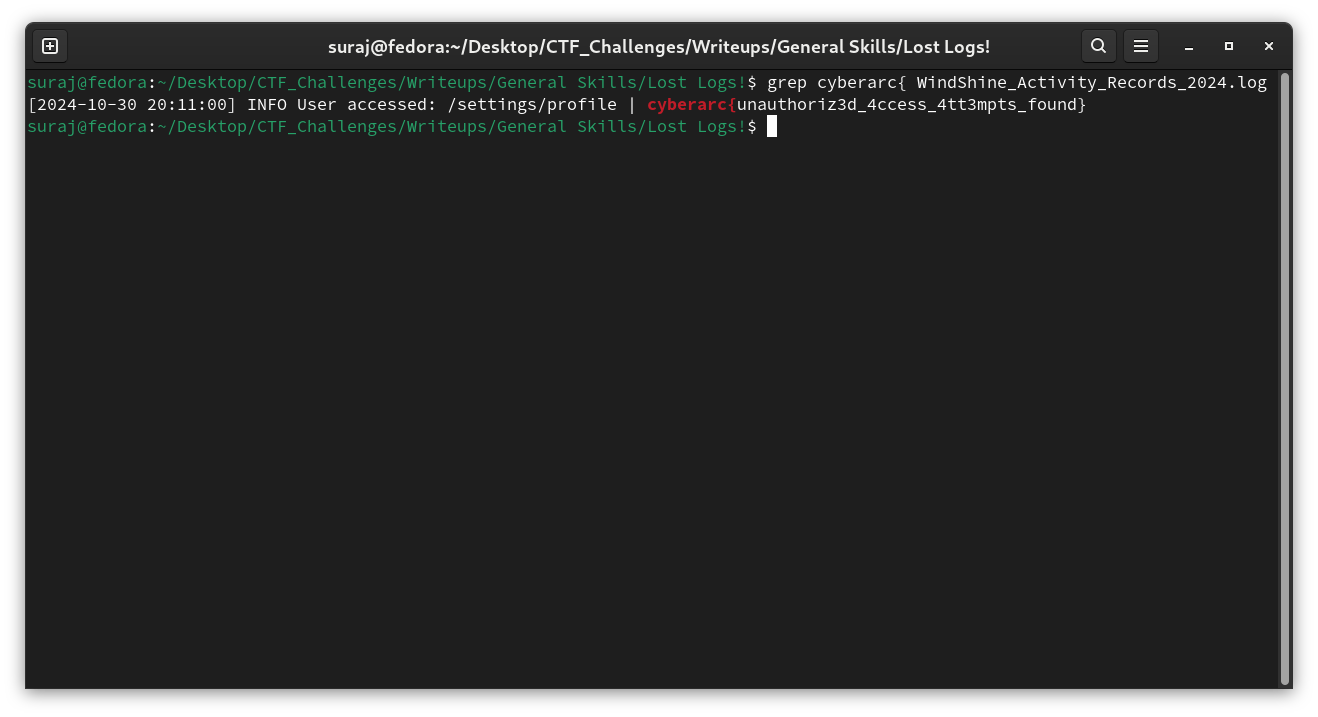 suraj@fedora:~/Desktop/CTF_Challenges/Writeups/General Skills/Lost Logs!
suraj@fedora:~/Desktop/CTF_Challenges/Writeups/General Skills/Lost Logs!$ grep cyberarc{ WindShine_Activity_Records_2024.log
[2024-10-30 20:11:00] INFO User accessed: /settings/profile | cyberarc{unauthoriz3d_4ccess_4tt3mpts_found}
suraj@fedora:~/Desktop/CTF_Challenges/Writeups/General Skills/Lost Logs!$